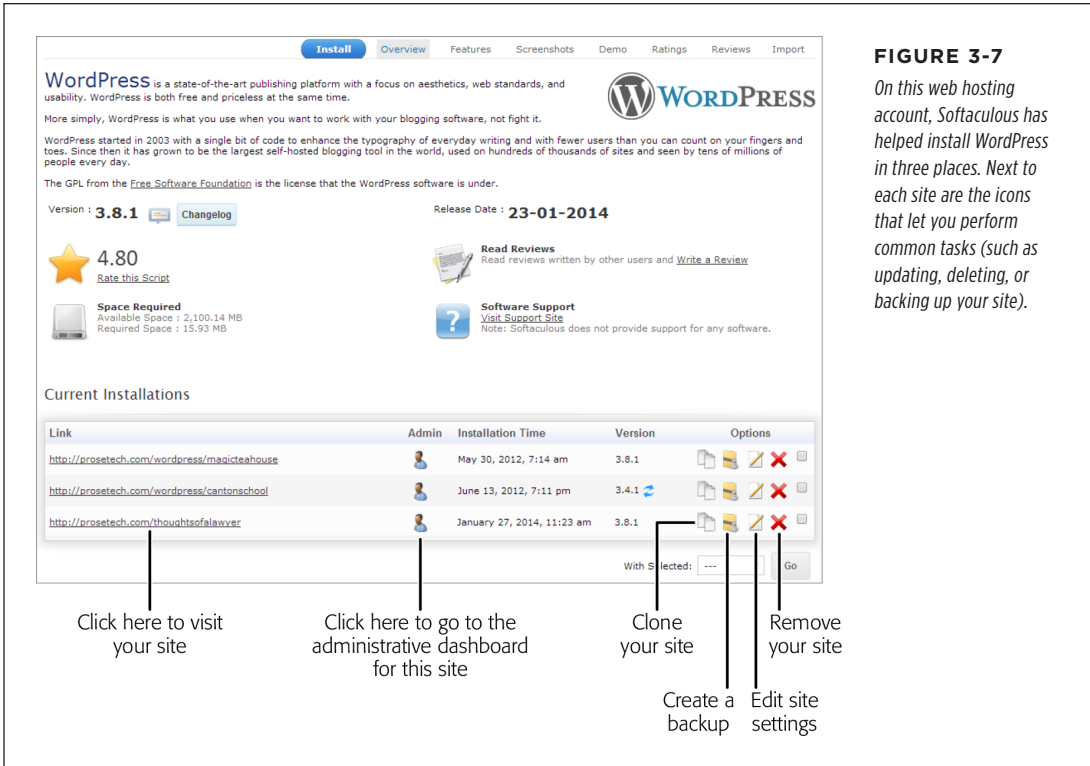 Install Overview Features Screenshots Demo Ratings Reviews Import
WordPress is a state-of-the-art publishing platform with a focus on aesthetics, web standards, and
usability. WordPress is both free and priceless at the same time.
WORDPRESS
More simply, WordPress is what you use when you want to work with your blogging software, not fight it.
WordPress started in 2003 with a single bit of code to enhance the typography of everyday writing and with fewer users than you can count on your fingers and
toes. Since then it has grown to be the largest self-hosted blogging tool in the world, used on hundreds of thousands of sites and seen by tens of millions of
people every day.
The GPL from the Free Software Foundation is the license that the WordPress software is under.
Version : 3.8.1 Changelog
Release Date : 23-01-2014
4.80
Rate this Script
Read Reviews
Read reviews written by other users and Write a Review
Space Required
Available Space : 2,100.14 MB
Required Space : 15.93 MB
Software Support
Visit Support Site
Note: Softaculous does not provide support for any software.
Current Installations
Link Admin Installation Time Version Options
http://prosetech.com/wordpress/magicteahouse May 30, 2012, 7:14 am 3.8.1
http://prosetech.com/wordpress/cantonschool June 13, 2012, 7:11 pm 3.4.1
http://prosetech.com/thoughtsofalawyer January 27, 2014, 11:23 am 3.8.1
With Selected: --- Go
Click here to visit
your site
Click here to go to the
administrative dashboard
for this site
Clone
your site
Remove
your site
Create a
backup
Edit site
settings
FIGURE 3-7
On this web hosting
account, Softaculous has
helped install WordPress
in three places. Next to
each site are the icons
that let you perform
common tasks (such as
updating, deleting, or
backing up your site).